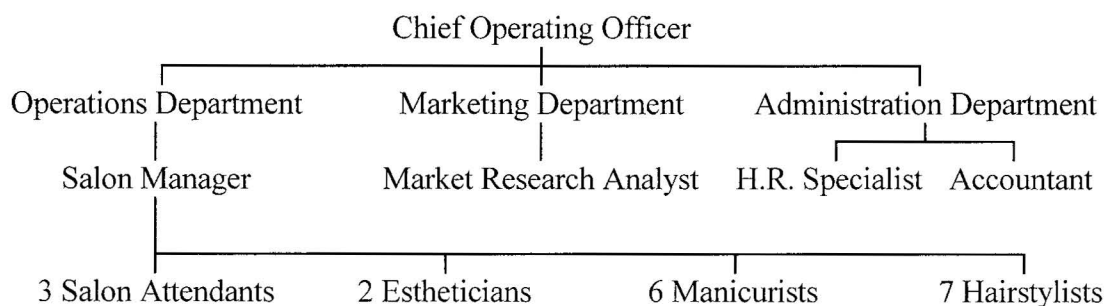 Chief Operating Officer
Operations Department Marketing Department Administration Department
Salon Manager Market Research Analyst H.R. Specialist Accountant
3 Salon Attendants 2 Estheticians 6 Manicurists 7 Hairstylists